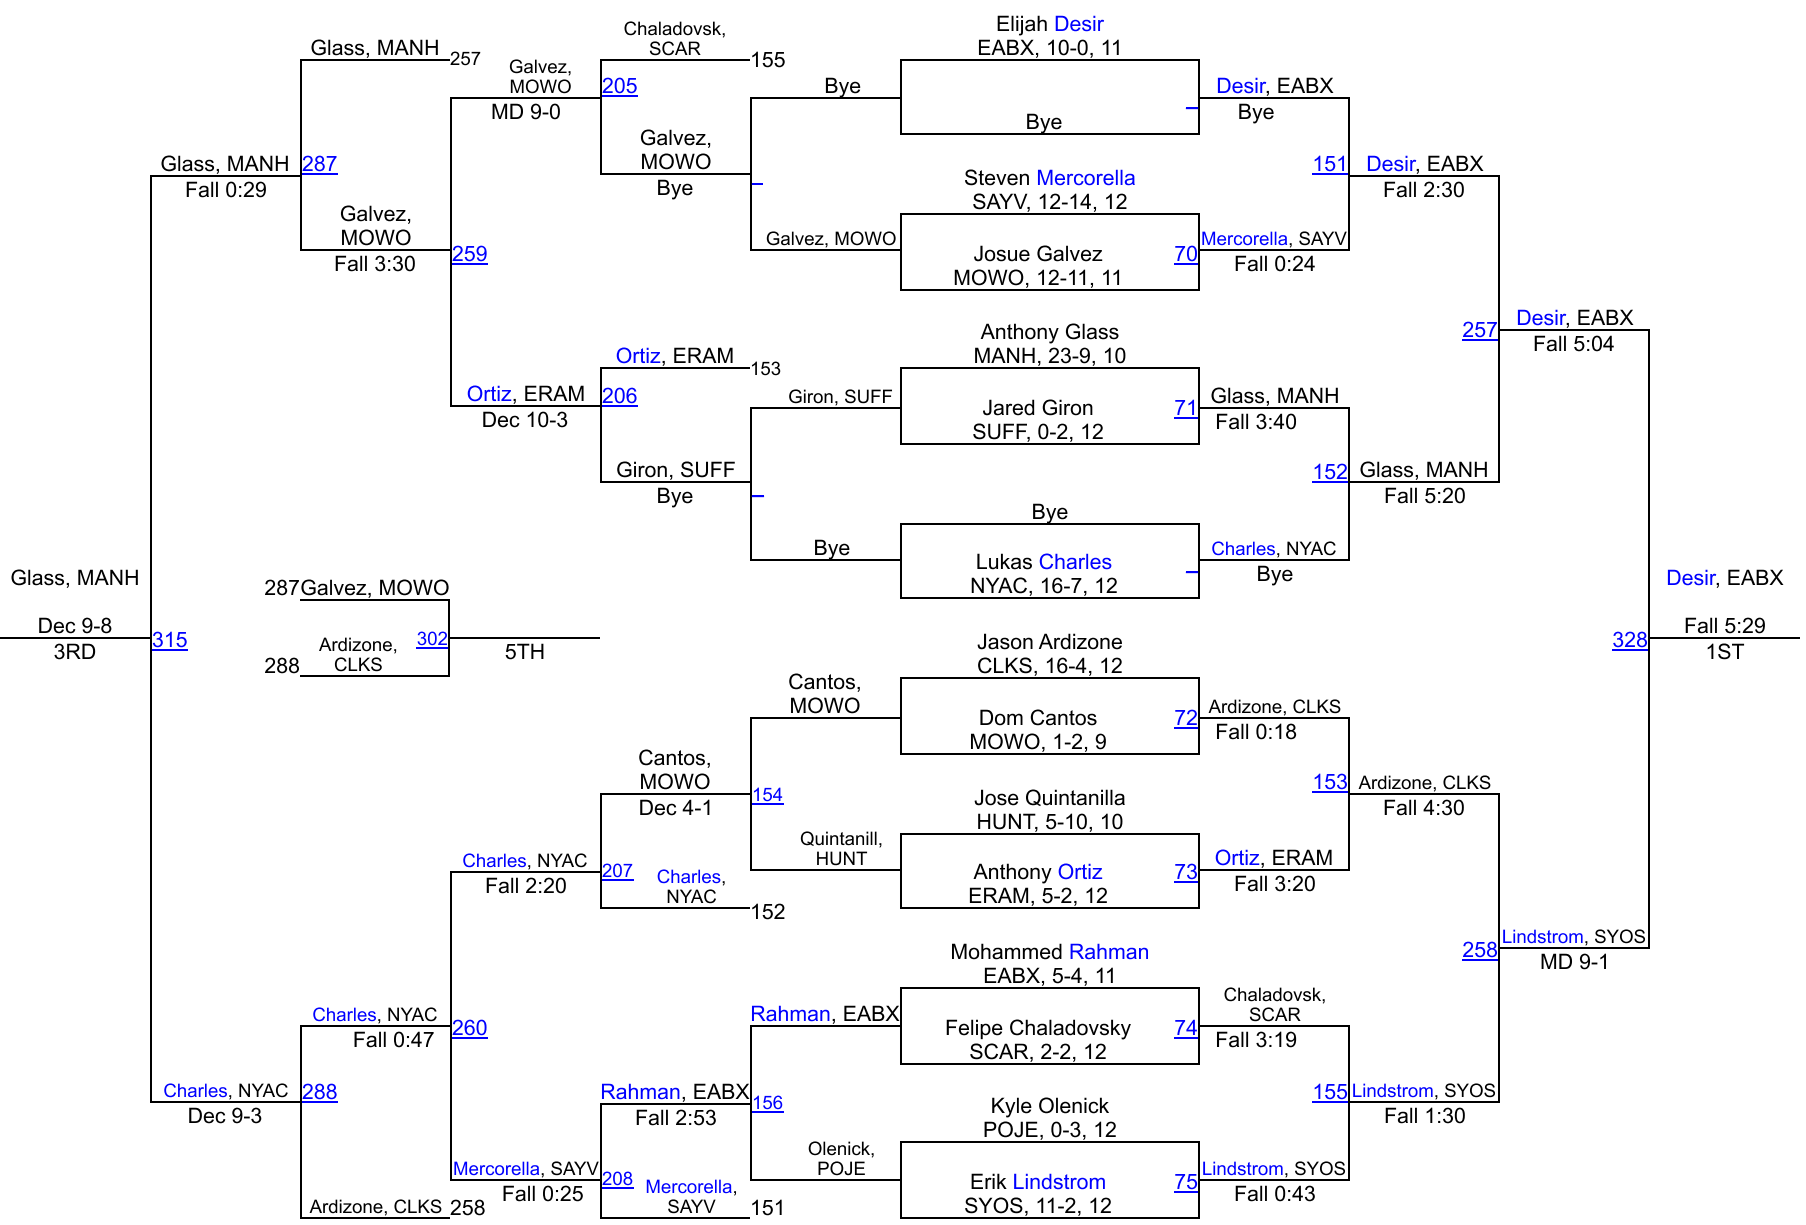 Elijah Desir
Chaladovsk,
SCAR
EABX, 10-0, 11
Glass, MANH
257
155
Galvez,
MOWO
205
Bye
Desir, EABX
MD 9-0
Bye
Bye
Galvez,
MOWO
Glass, MANH
287
151
Desir, EABX
Bye
Steven Mercorella
Fall 0:29
Fall 2:30
SAYV, 12-14, 12
Galvez,
MOWO
Galvez, MOWO
Mercorella, SAYV
259
Josue Galvez
70
Fall 3:30
Fall 0:24
MOWO, 12-11, 11
Anthony Glass
257
Desir, EABX
Fall 5:04
Ortiz, ERAM
MANH, 23-9, 10
153
Ortiz, ERAM
206
Giron, SUFF
Glass, MANH
Jared Giron
71
Dec 10-3
Fall 3:40
SUFF, 0-2, 12
Giron, SUFF
152
Glass, MANH
Bye
Fall 5:20
Bye
Bye
Charles, NYAC
Lukas Charles
Bye
NYAC, 16-7, 12
Glass, MANH
Desir, EABX
287
Galvez, MOWO
Dec 9-8
315
Ardizone,
CLKS
302
328
Fall 5:29
3RD
5TH
1ST
288
Jason Ardizone
CLKS, 16-4, 12
Cantos,
MOWO
Ardizone, CLKS
Dom Cantos
72
Fall 0:18
MOWO, 1-2, 9
Cantos,
MOWO
154
153
Ardizone, CLKS
Dec 4-1
Jose Quintanilla
Fall 4:30
HUNT, 5-10, 10
Quintanill,
HUNT
Charles, NYAC
Ortiz, ERAM
207
Charles,
NYAC
Anthony Ortiz
73
Fall 2:20
Fall 3:20
ERAM, 5-2, 12
152
Mohammed Rahman
258
Lindstrom, SYOS
MD 9-1
EABX, 5-4, 11
Chaladovsk,
SCAR
Charles, NYAC
Rahman, EABX
260
Felipe Chaladovsky
74
Fall 0:47
Fall 3:19
SCAR, 2-2, 12
Charles, NYAC
288
Rahman, EABX
156
155
Lindstrom, SYOS
Dec 9-3
Fall 2:53
Kyle Olenick
Fall 1:30
POJE, 0-3, 12
Olenick,
POJE
Mercorella, SAYV
Lindstrom, SYOS
208
Mercorella,
SAYV
Erik Lindstrom
75
Fall 0:25
Fall 0:43
Ardizone, CLKS
258
151
SYOS, 11-2, 12